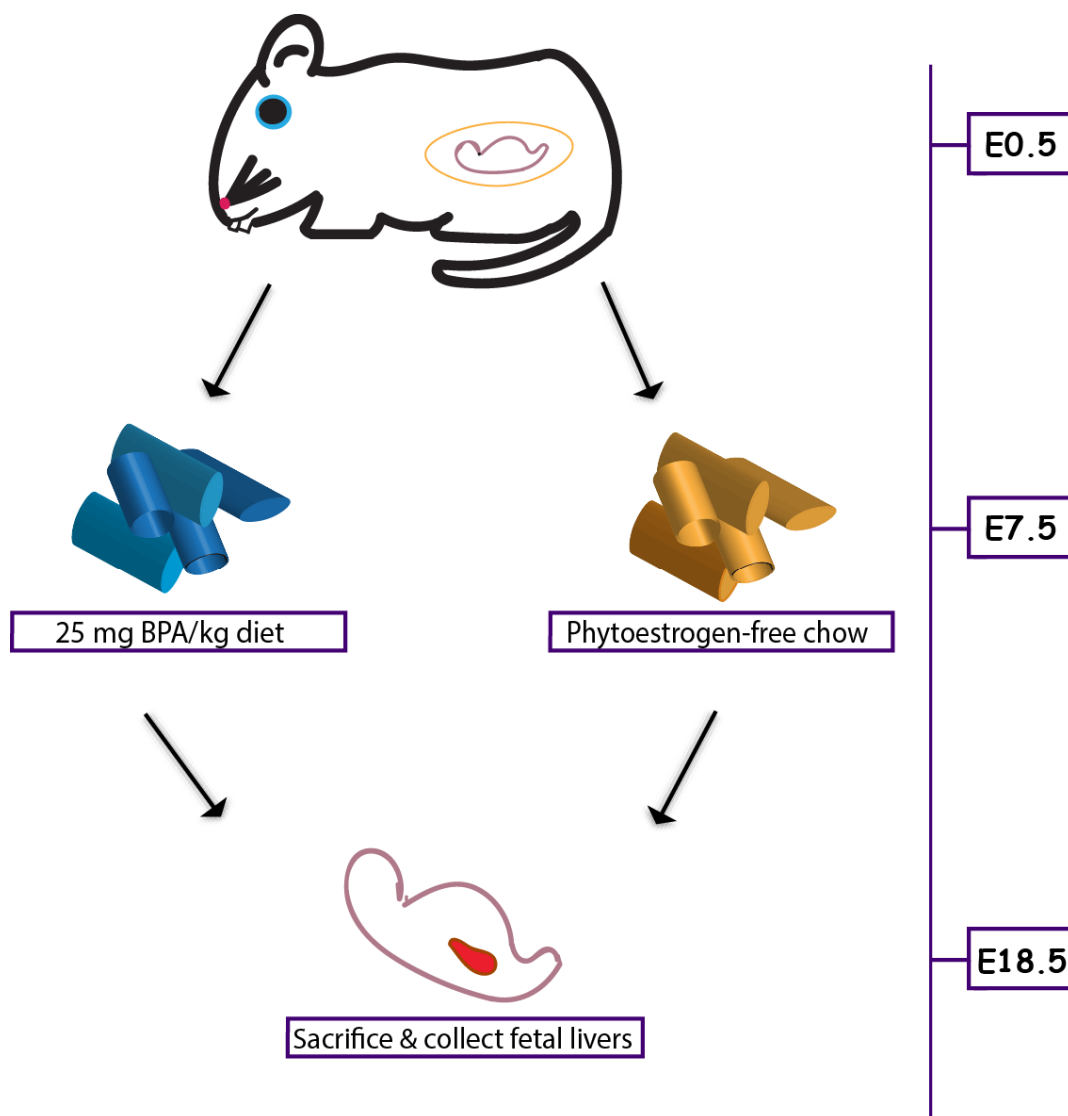 E0.5
E7.5
25 mg BPA/kg diet
Phytoestrogen-free chow
E18.5
Sacrifice & collect fetal livers